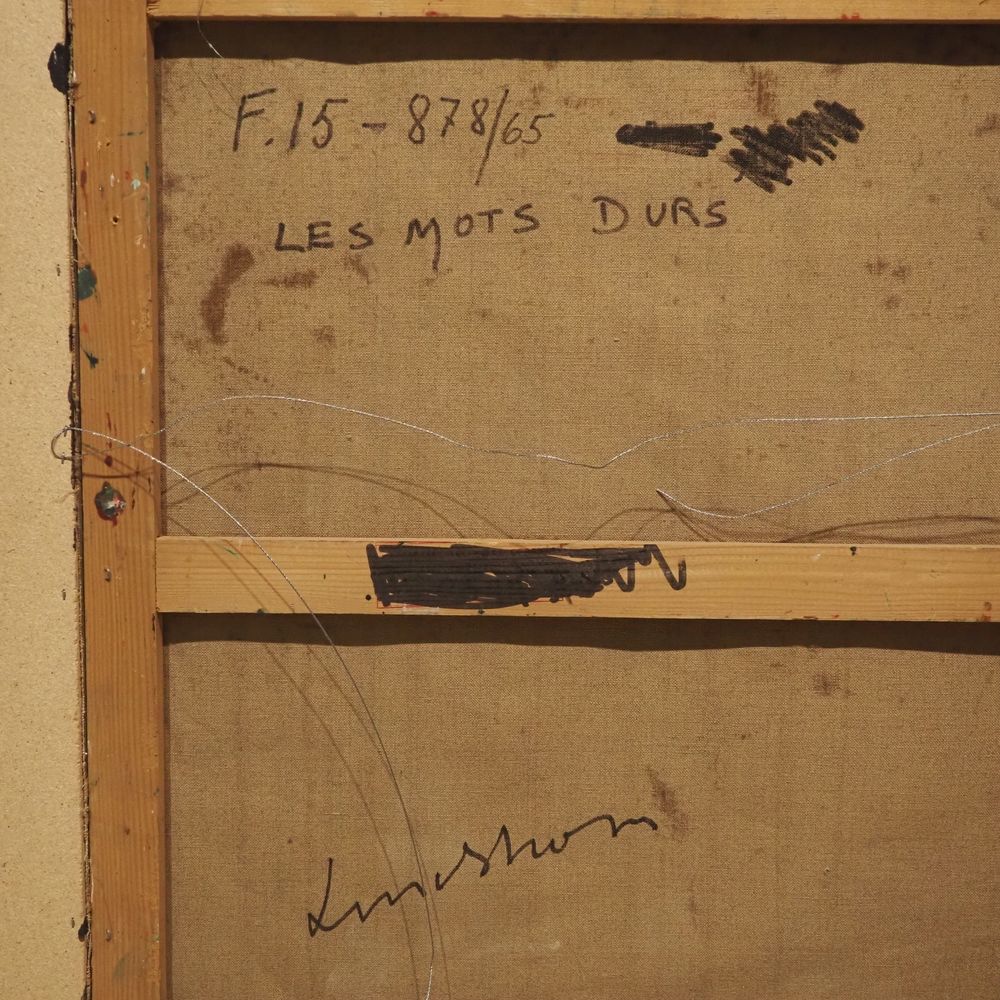 F.15 - 878/65
LES MOTS DURS
Lindstrom